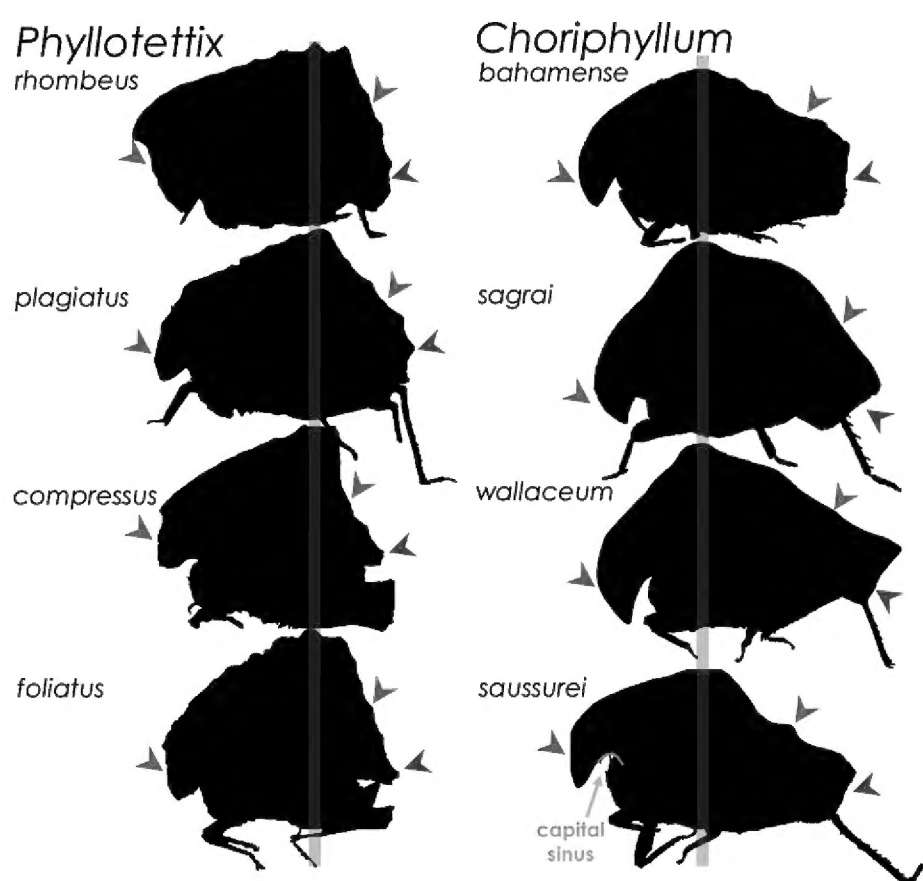 Phyllotettix
rhombeus
plagiatus
compressus
foliatus
Choriphyllum
bahamense
sagrai
wallaceum
saussurei
capital
sinus